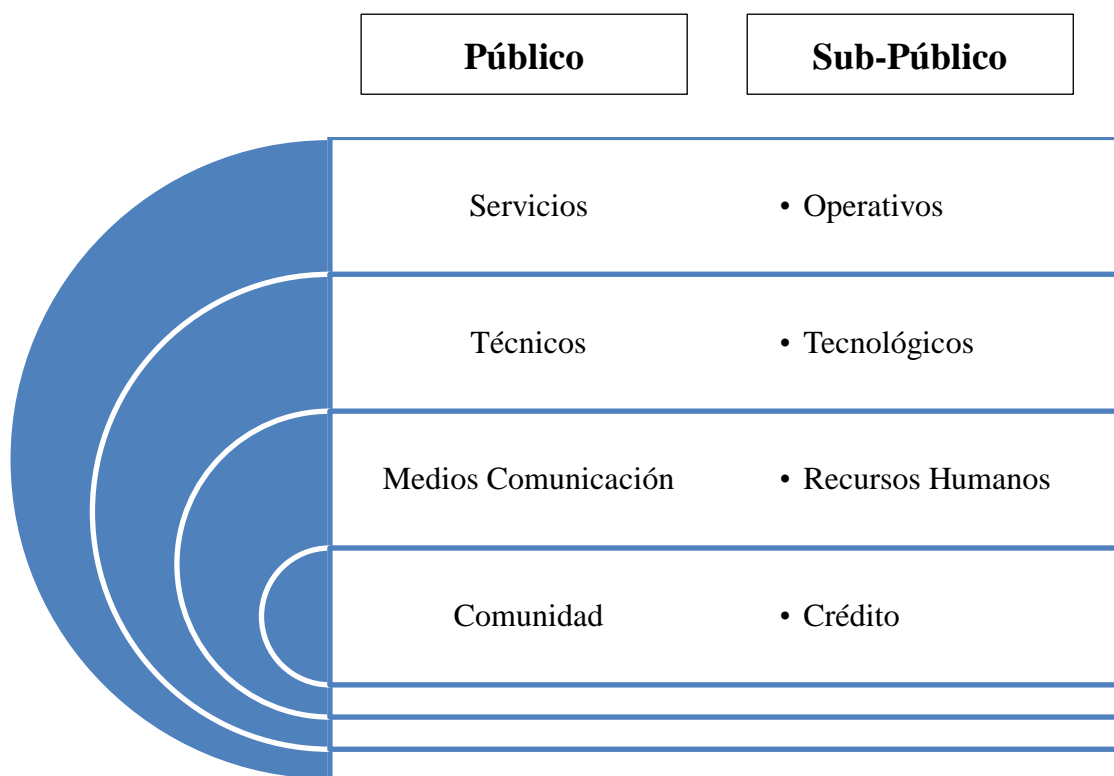 Público
Sub-Público
Servicios
• Operativos
Técnicos
• Tecnológicos
Medios Comunicación
• Recursos Humanos
Comunidad
• Crédito